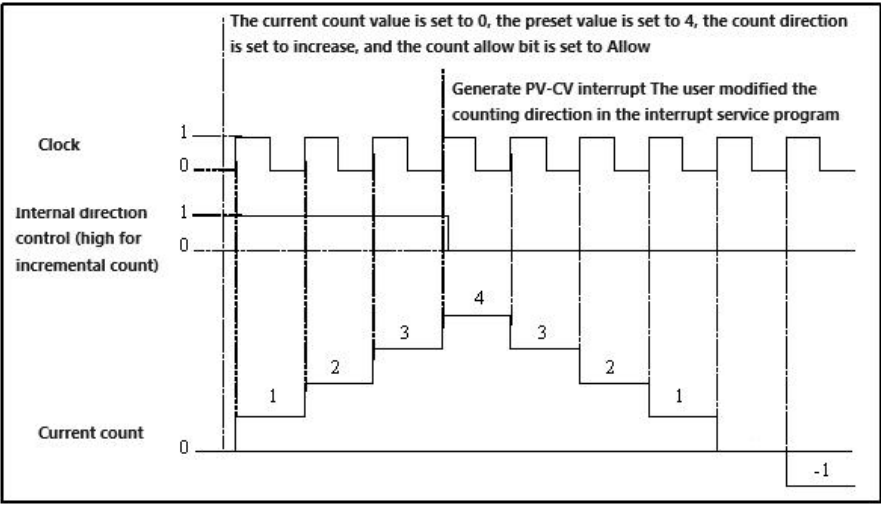 The current count value is set to 0, the preset value is set to 4, the count direction
is set to increase, and the count allow bit is set to Allow
Generate PV-CV interrupt The user modified the
counting direction in the interrupt service program
Clock
1
0
Internal direction
control (high for
incremental count)
1
0
4
3
3
2
2
1
1
Current count
0
-1